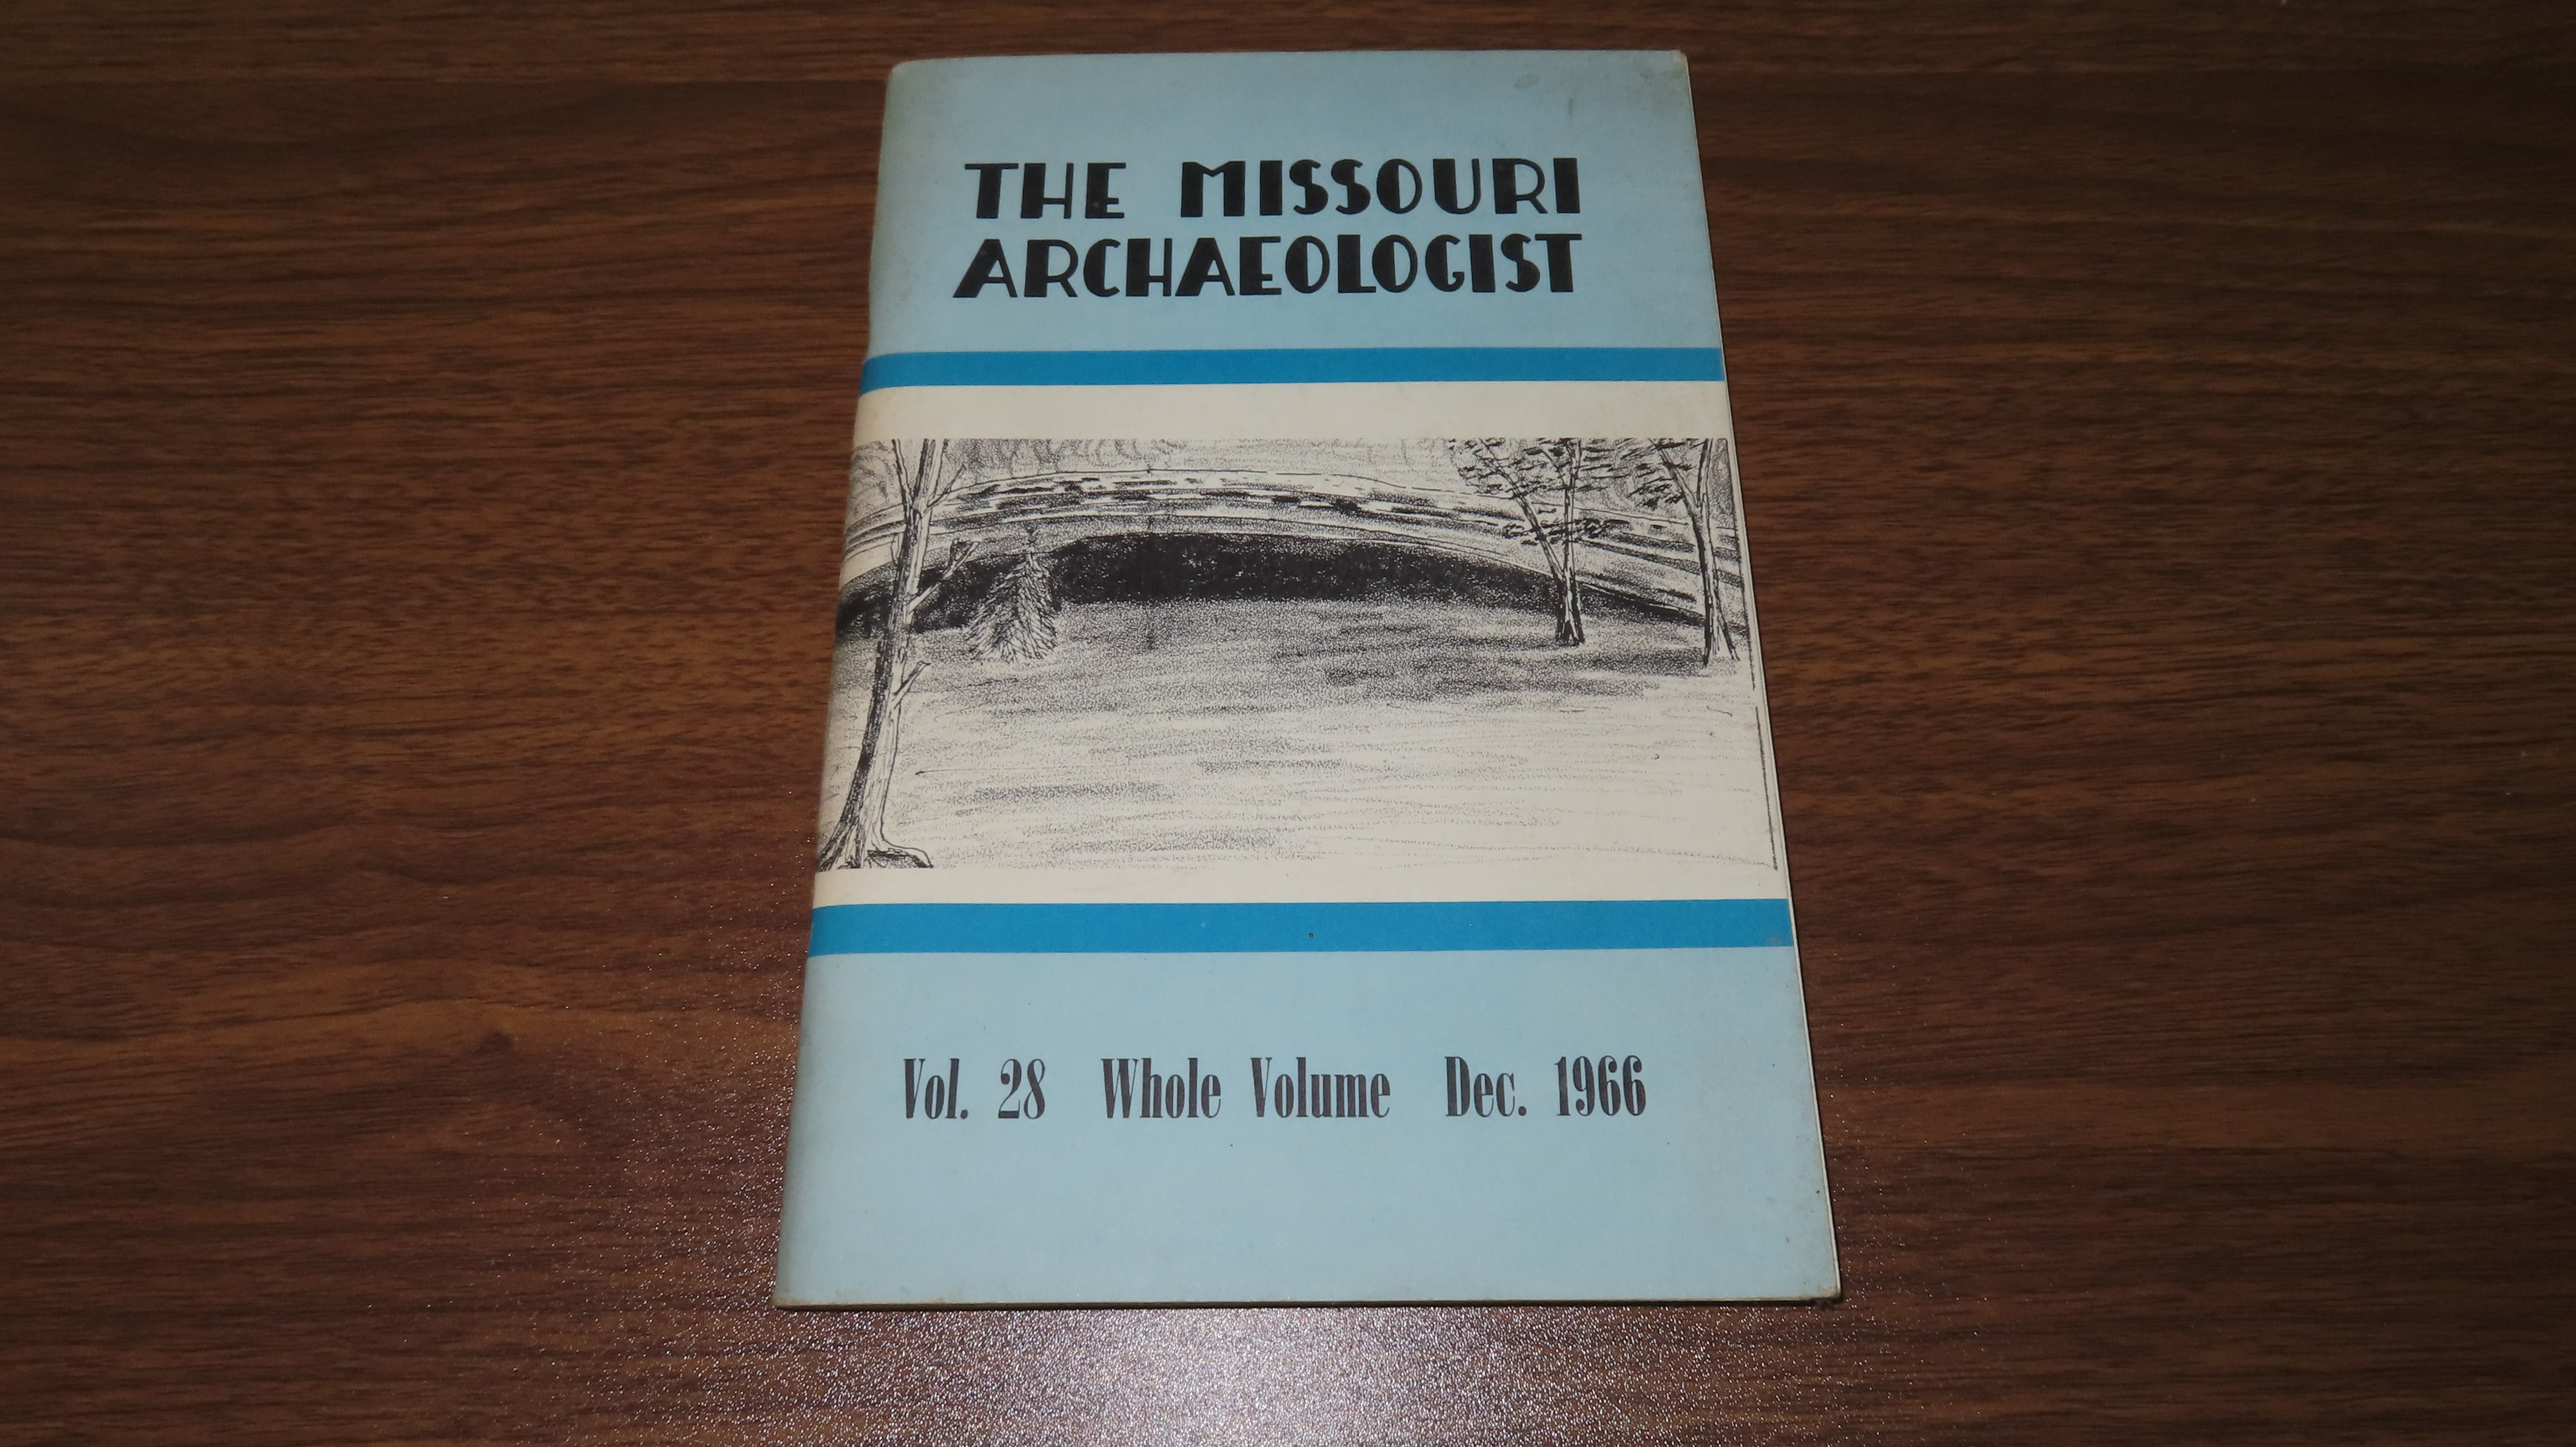 THE MISSOURI
ARCHAEOLOGIST
Vol. 28 Whole Volume Dec. 1966